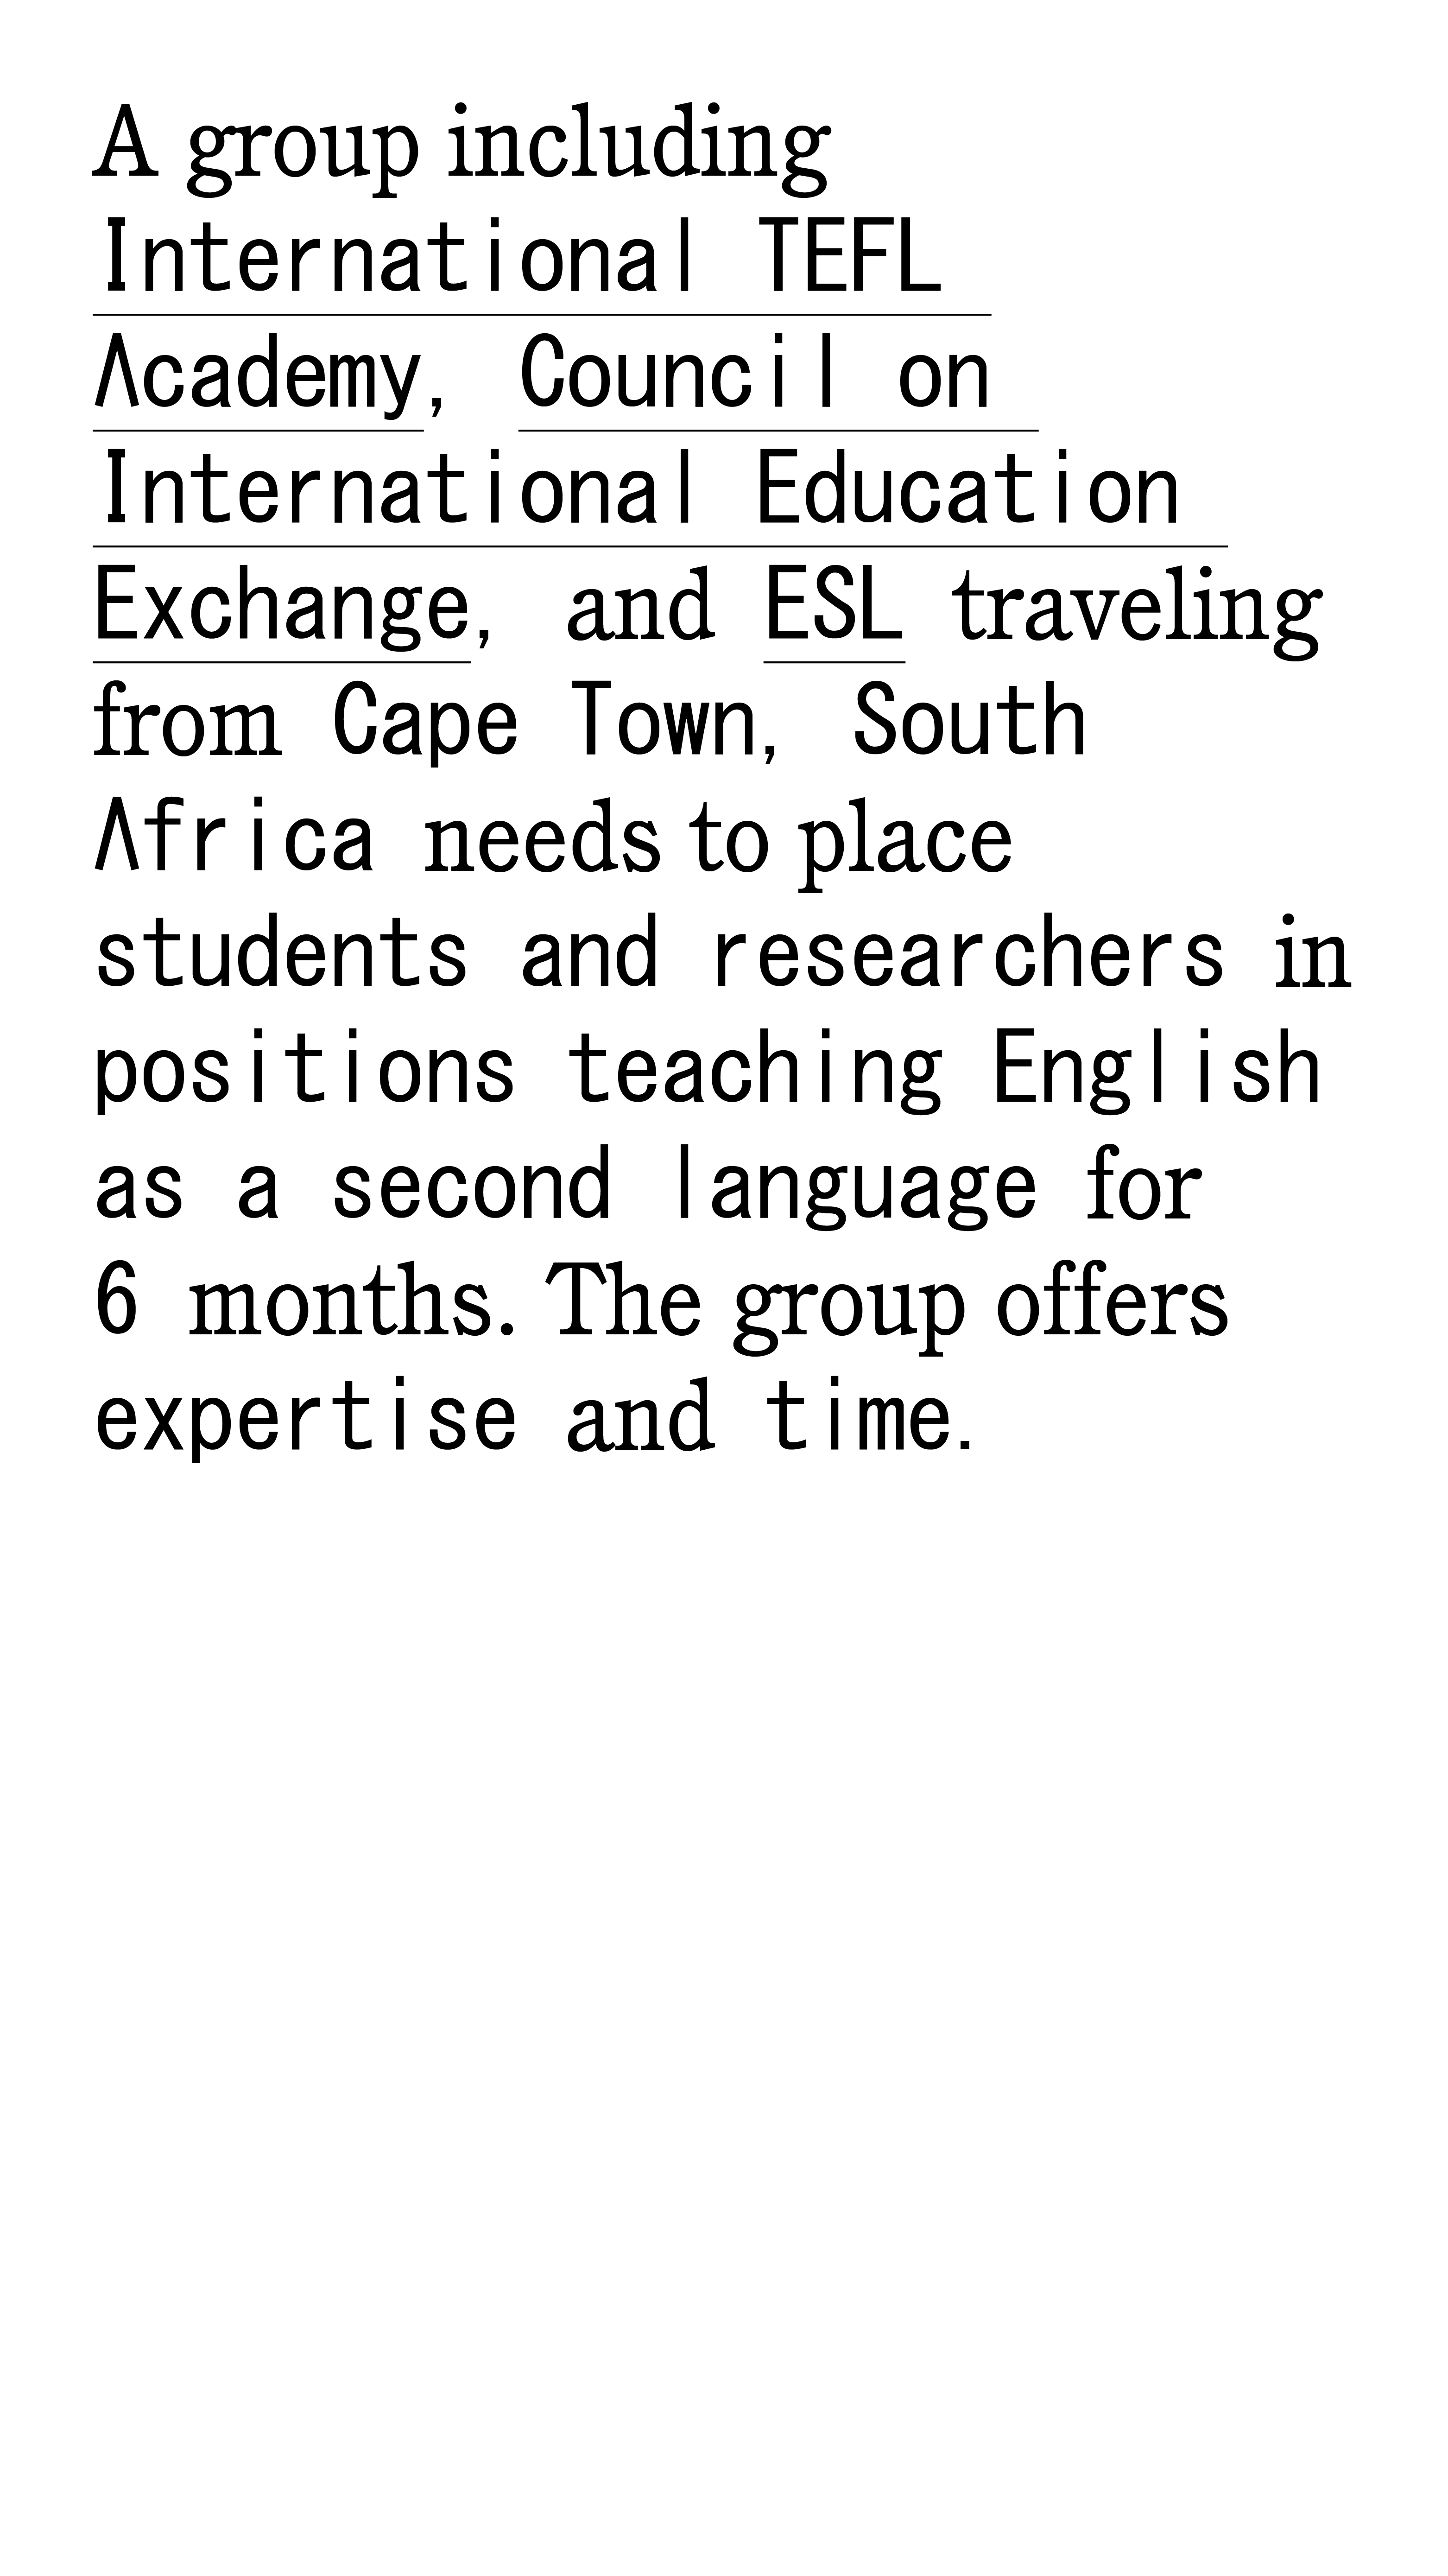 A group including
International TEFL
Academy, Council on
International Education
Exchange, and ESL traveling
from Cape Town, South
Africa needs to place
students and researchers in
positions teaching English
as a second language for
6 months. The group offers
expertise and time.